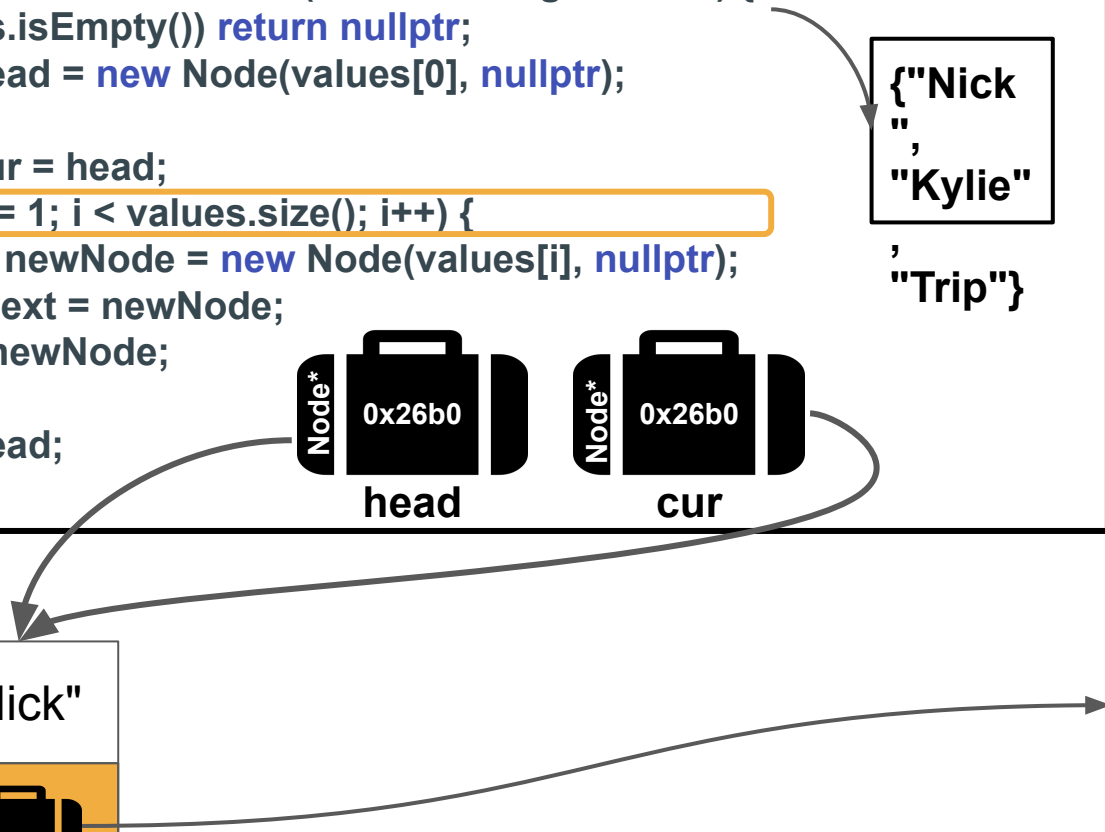 s.isEmpty()) return nullptr;
ead = new Node(values[0], nullptr);
ur = head;
= 1; i < values.size(); i++) {
newNode = new Node(values[i], nullptr);
ext = newNode;
newNode;
ead;
{"Nick
",
"Kylie"
,
"Trip"}
Node*
0x26b0
head
Node*
0x26b0
cur
lick"